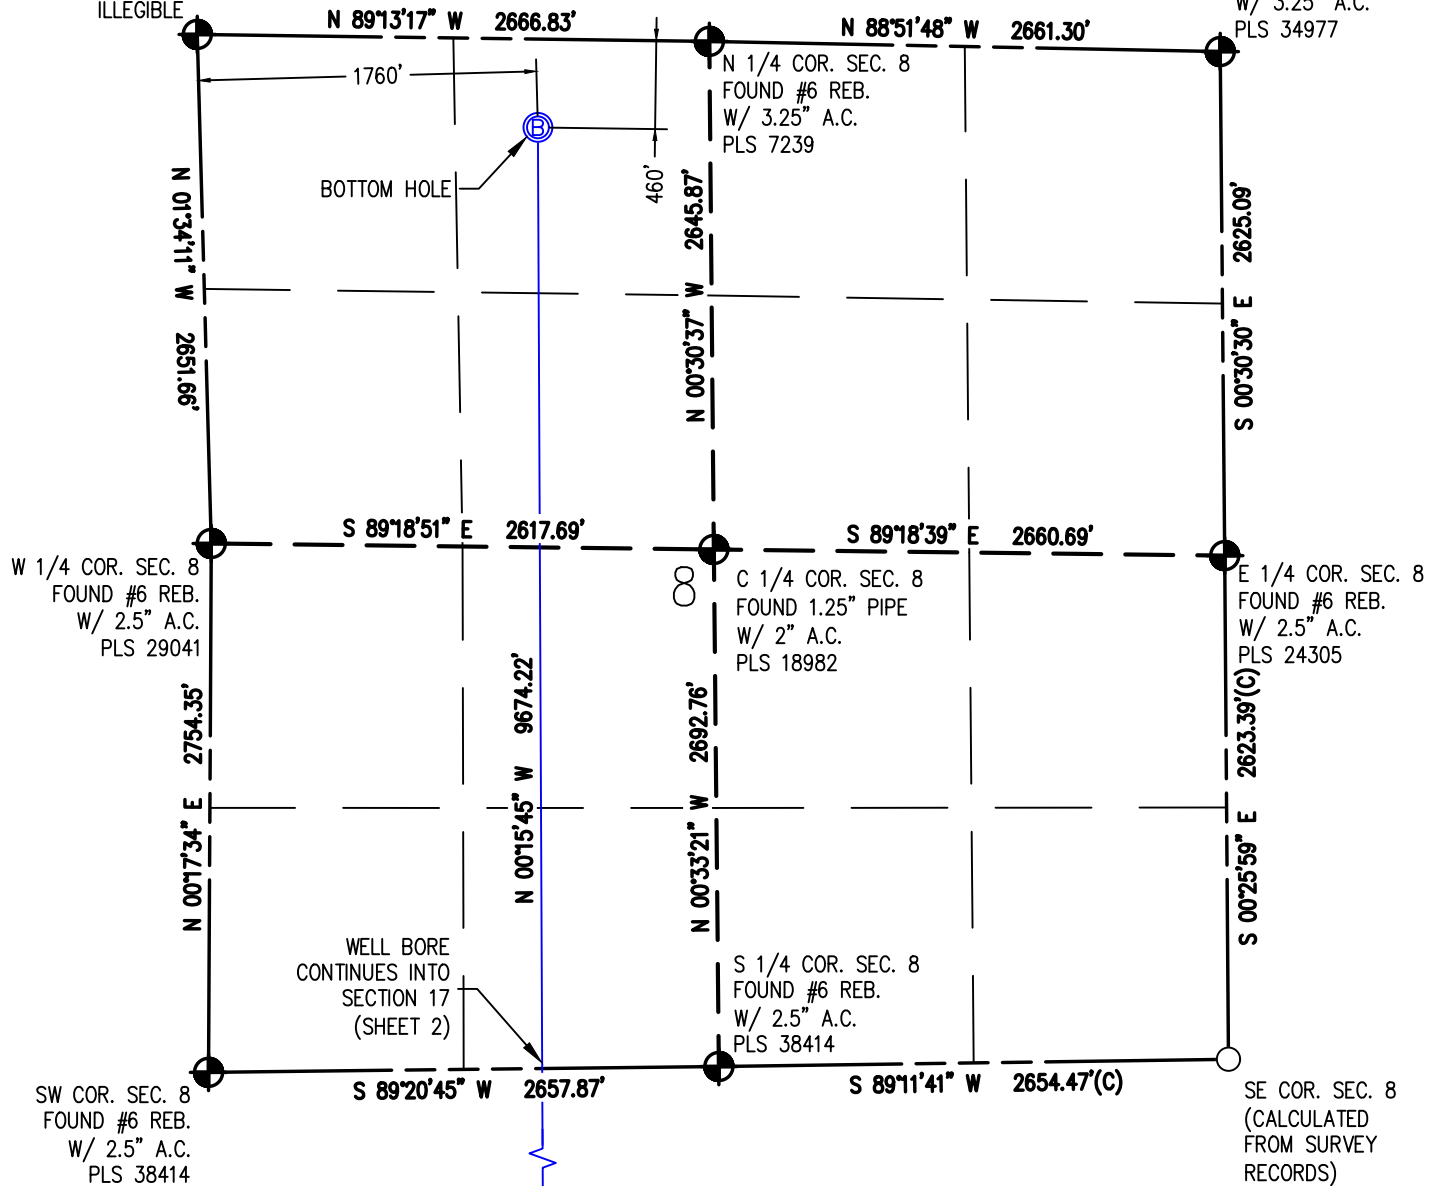 ILLEGIBLE
N 89°13'17" W 2666.83'
N 88°51'48" W 2661.30'
W/ 3.25" A.C.
PLS 34977
1760'
N 1/4 COR. SEC. 8
FOUND #6 REB.
W/ 3.25" A.C.
PLS 7239
B
BOTTOM HOLE
460'
N 01°34'11" W 2651.66'
N 00°30'37" W 2645.87'
S 00°30'30" E 2625.09'
S 89°18'51" E 2617.69'
S 89°18'39" E 2660.69'
W 1/4 COR. SEC. 8
FOUND #6 REB.
W/ 2.5" A.C.
PLS 29041
8
C 1/4 COR. SEC. 8
FOUND 1.25" PIPE
W/ 2" A.C.
PLS 18982
E 1/4 COR. SEC. 8
FOUND #6 REB.
W/ 2.5" A.C.
PLS 24305
N 00°17'34" E 2754.35'
N 00°15'45" W 9674.22'
N 00°33'21" W 2692.76'
S 00°25'59" E 2623.39'(C)
WELL BORE
CONTINUES INTO
SECTION 17
(SHEET 2)
S 1/4 COR. SEC. 8
FOUND #6 REB.
W/ 2.5" A.C.
PLS 38414
S 89°20'45" W 2657.87'
S 89°11'41" W 2654.47'(C)
SW COR. SEC. 8
FOUND #6 REB.
W/ 2.5" A.C.
PLS 38414
SE COR. SEC. 8
(CALCULATED
FROM SURVEY
RECORDS)